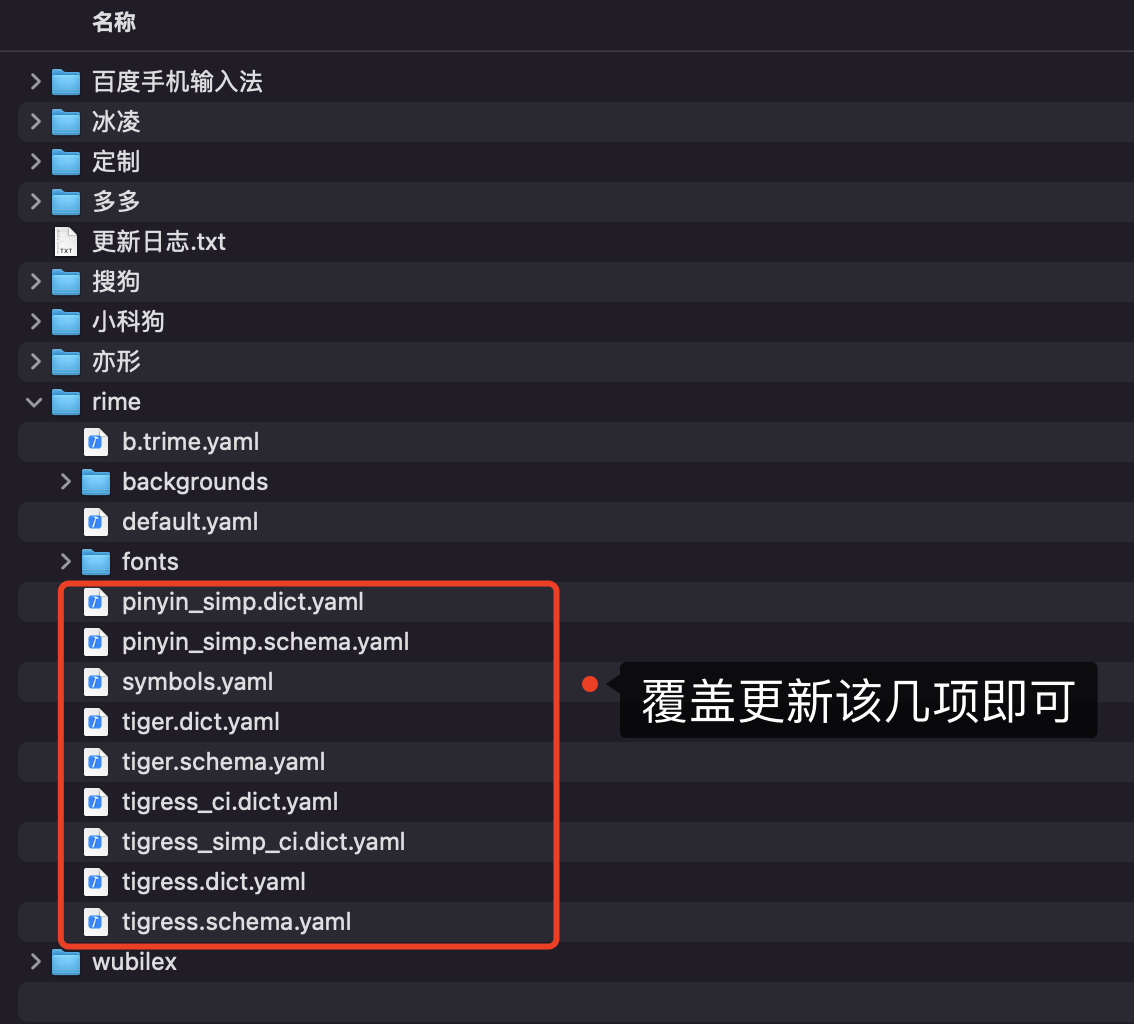 名称
百度手机输入法
冰凌
定制
多多
更新日志.txt
搜狗
小科狗
亦形
rime
b.trime.yaml
backgrounds
default.yaml
fonts
pinyin_simp.dict.yaml
pinyin_simp.schema.yaml
symbols.yaml
覆盖更新该几项即可
tiger.dict.yaml
tiger.schema.yaml
tigress_ci.dict.yaml
tigress_simp_ci.dict.yaml
tigress.dict.yaml
tigress.schema.yaml
wubilex